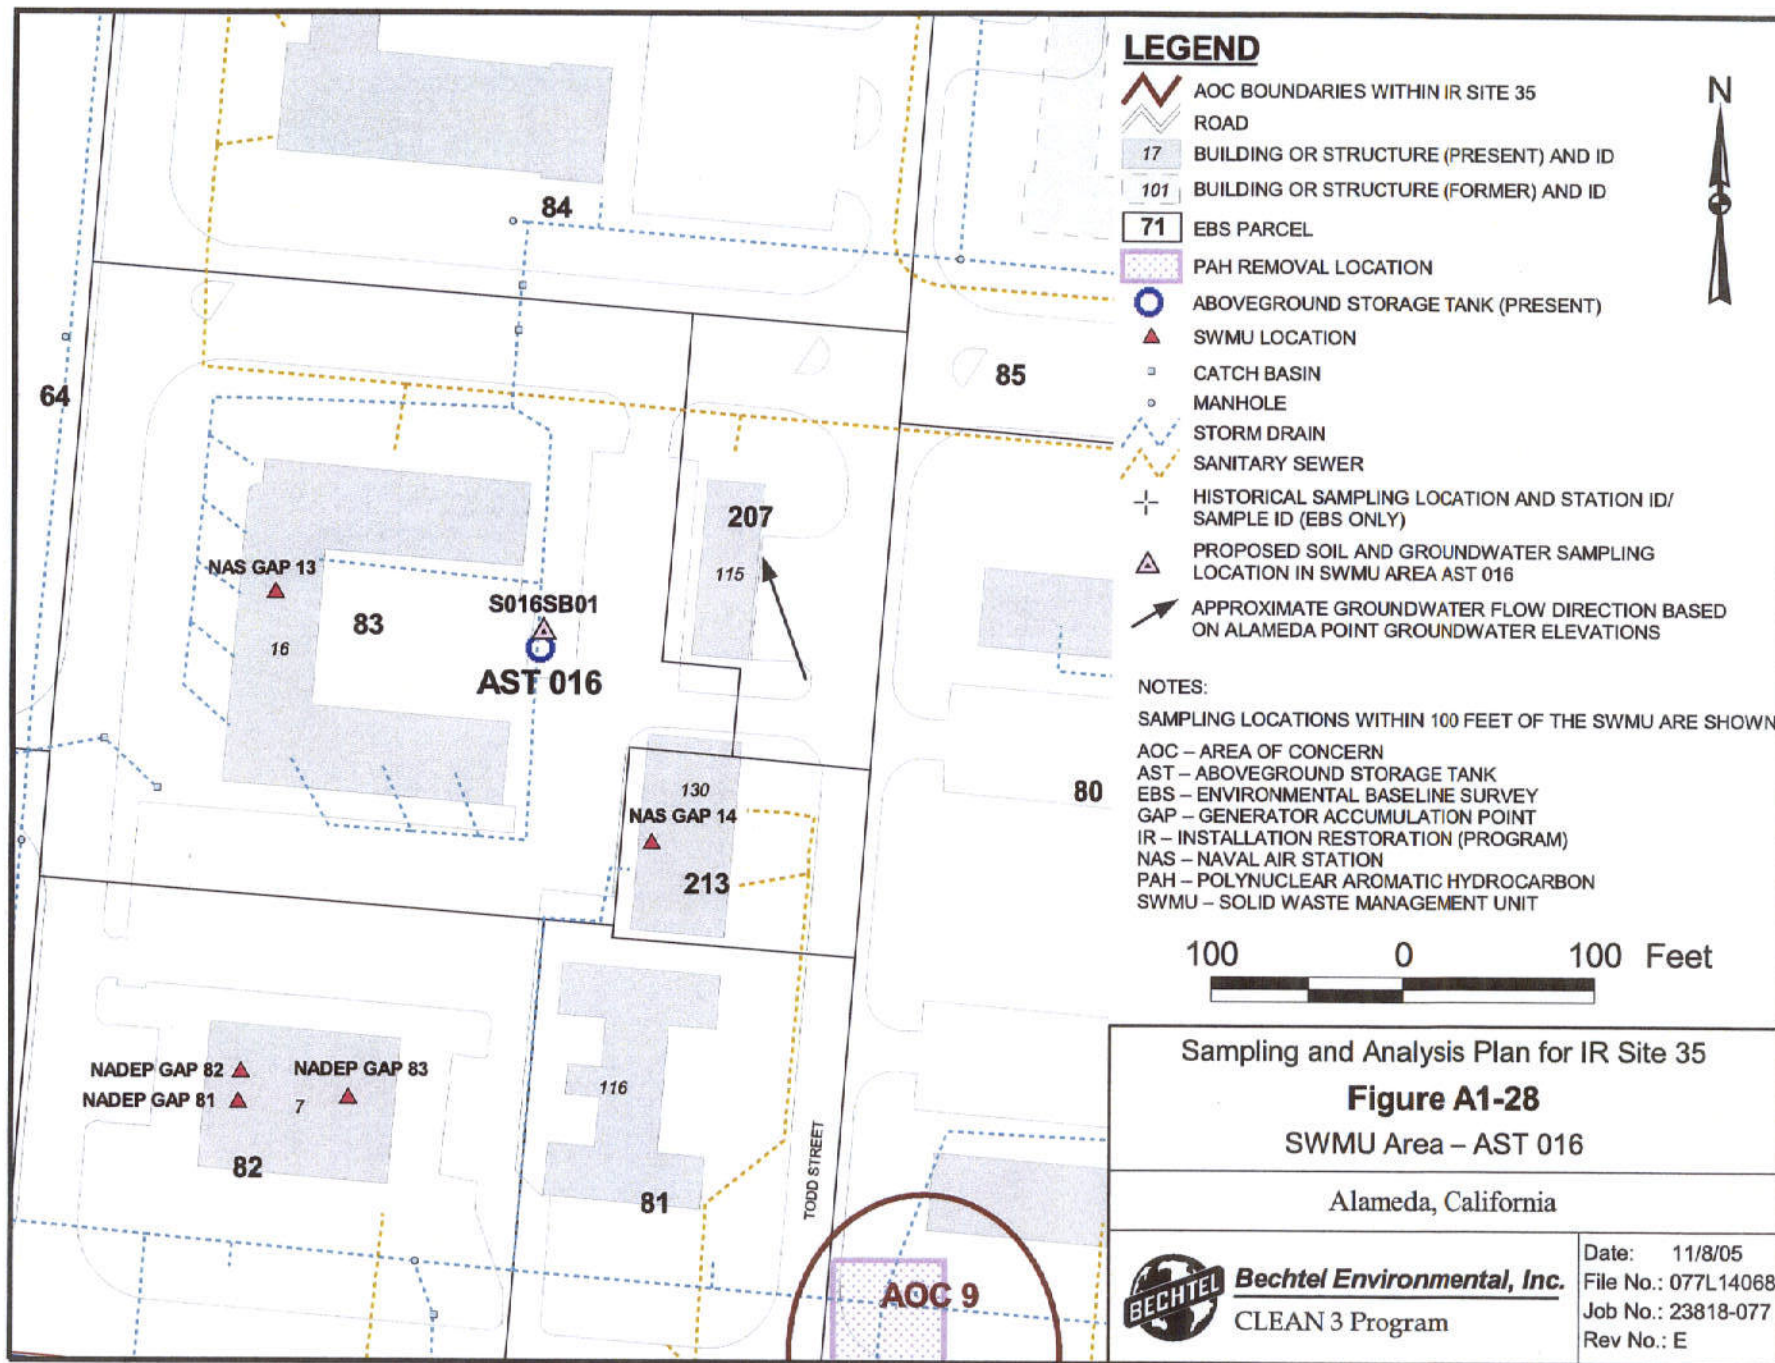 LEGEND
AOC BOUNDARIES WITHIN IR SITE 35
ROAD
17 BUILDING OR STRUCTURE (PRESENT) AND ID
101 BUILDING OR STRUCTURE (FORMER) AND ID
71 EBS PARCEL
PAH REMOVAL LOCATION
ABOVEGROUND STORAGE TANK (PRESENT)
SWMU LOCATION
CATCH BASIN
MANHOLE
STORM DRAIN
SANITARY SEWER
HISTORICAL SAMPLING LOCATION AND STATION ID/
SAMPLE ID (EBS ONLY)
PROPOSED SOIL AND GROUNDWATER SAMPLING
LOCATION IN SWMU AREA AST 016
APPROXIMATE GROUNDWATER FLOW DIRECTION BASED
ON ALAMEDA POINT GROUNDWATER ELEVATIONS
N
NOTES:
SAMPLING LOCATIONS WITHIN 100 FEET OF THE SWMU ARE SHOWN
AOC – AREA OF CONCERN
AST – ABOVEGROUND STORAGE TANK
EBS – ENVIRONMENTAL BASELINE SURVEY
GAP – GENERATOR ACCUMULATION POINT
IR – INSTALLATION RESTORATION (PROGRAM)
NAS – NAVAL AIR STATION
PAH – POLYNUCLEAR AROMATIC HYDROCARBON
SWMU – SOLID WASTE MANAGEMENT UNIT
100 0 100 Feet
Sampling and Analysis Plan for IR Site 35
Figure A1-28
SWMU Area – AST 016
Alameda, California
BECHTEL
Bechtel Environmental, Inc.
CLEAN 3 Program
Date: 11/8/05
File No.: 077L14068
Job No.: 23818-077
Rev No.: E
84
64
85
207
115
NAS GAP 13
83
16
S016SB01
AST 016
130
NAS GAP 14
213
80
NADEP GAP 82
NADEP GAP 83
NADEP GAP 81
7
82
116
81
TODD STREET
AOC 9